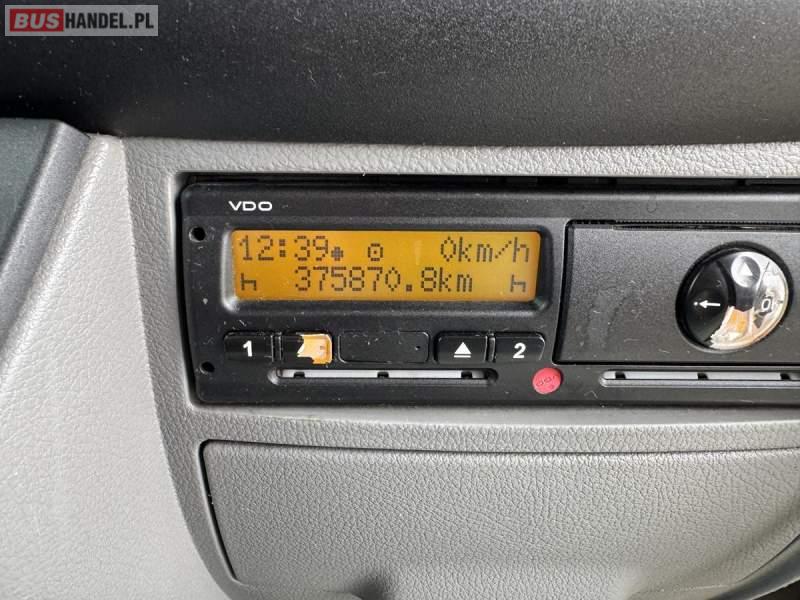 BUSHANDEL.PL
VDO
12:39 0km/h
375870.8km
1 2